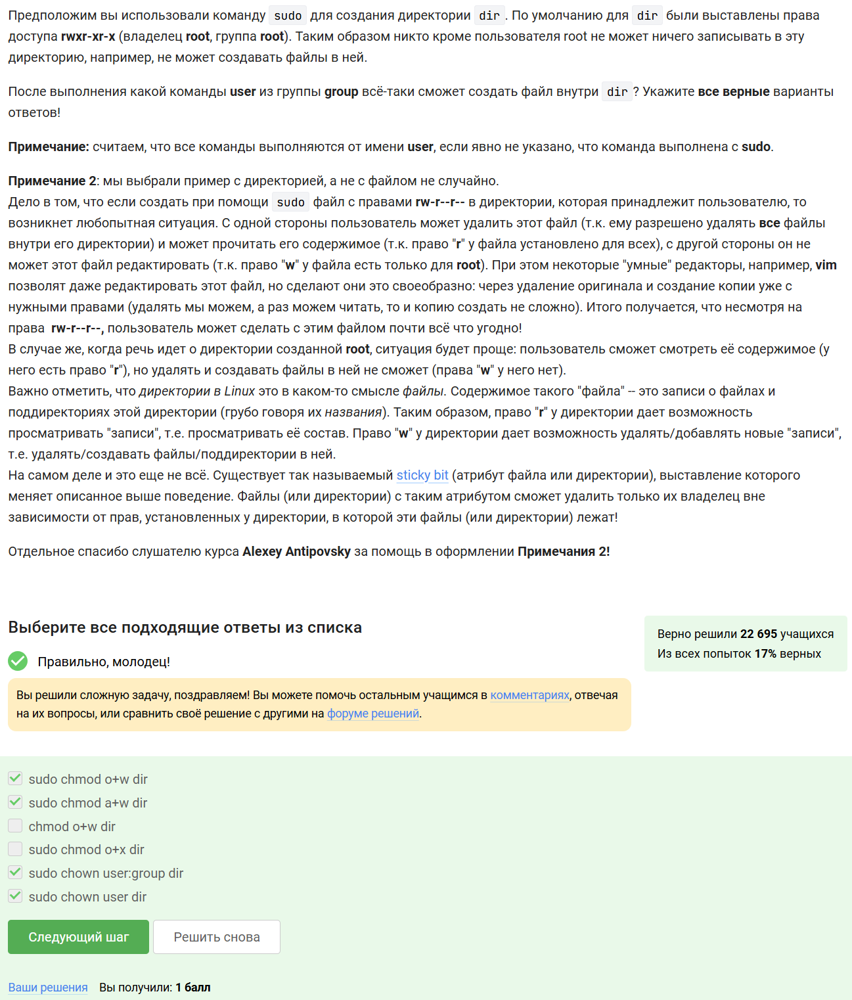 Предположим вы использовали команду sudo для создания директории dir. По умолчанию для dir были выставлены права
доступа rwxr-xr-x (владелец root, группа root). Таким образом никто кроме пользователя root не может ничего записывать в эту
директорию, например, не может создавать файлы в ней.
После выполнения какой команды user из группы group всё-таки сможет создать файл внутри dir? Укажите все верные варианты
ответов!
Примечание: считаем, что все команды выполняются от имени user, если явно не указано, что команда выполнена с sudo.
Примечание 2: мы выбрали пример с директорией, а не с файлом не случайно.
Дело в том, что если создать при помощи sudo файл с правами rw-r--r-- в директории, которая принадлежит пользователю, то
возникнет любопытная ситуация. С одной стороны пользователь может удалить этот файл (т.к. ему разрешено удалять все файлы
внутри его директории) и может прочитать его содержимое (т.к. право "r" у файла установлено для всех), с другой стороны он не
может этот файл редактировать (т.к. право "w" у файла есть только для root). При этом некоторые "умные" редакторы, например, vim
позволят даже редактировать этот файл, но сделают они это своеобразно: через удаление оригинала и создание копии уже с
нужными правами (удалять мы можем, а раз можем читать, то и копию создать не сложно). Итого получается, что несмотря на
права rw-r--r--, пользователь может сделать с этим файлом почти всё что угодно!
В случае же, когда речь идет о директории созданной root, ситуация будет проще: пользователь сможет смотреть её содержимое (у
него есть право "r"), но удалять и создавать файлы в ней не сможет (права "w" у него нет).
Важно отметить, что директории в Linux это в каком-то смысле файлы. Содержимое такого "файла" -- это записи о файлах и
поддиректориях этой директории (грубо говоря их названия). Таким образом, право "r" у директории дает возможность
просматривать "записи", т.е. просматривать её состав. Право "w" у директории дает возможность удалять/добавлять новые "записи",
т.е. удалять/создавать файлы/поддиректории в ней.
На самом деле и это еще не всё. Существует так называемый sticky bit (атрибут файла или директории), выставление которого
меняет описанное выше поведение. Файлы (или директории) с таким атрибутом сможет удалить только их владелец вне
зависимости от прав, установленных у директории, в которой эти файлы (или директории) лежат!
Отдельное спасибо слушателю курса Alexey Antipovsky за помощь в оформлении Примечания 2!
Выберите все подходящие ответы из списка
Верно решили 22 695 учащихся
Из всех попыток 17% верных
Правильно, молодец!
Вы решили сложную задачу, поздравляем! Вы можете помочь остальным учащимся в комментариях, отвечая
на их вопросы, или сравнить своё решение с другими на форуме решений.
sudo chmod o+w dir
sudo chmod a+w dir
chmod o+w dir
sudo chmod o+x dir
sudo chown user:group dir
sudo chown user dir
Следующий шаг
Решить снова
Ваши решения Вы получили: 1 балл